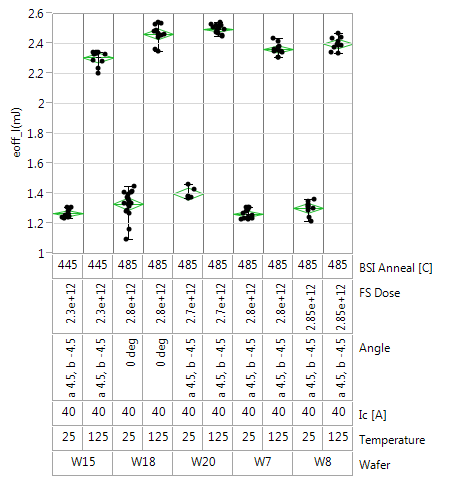 2.6
2.4
2.2
2
1.8
1.6
1.4
1.2
1
eoff_I(mJ)
445 445 485 485 485 485 485 485 485 485 BSI Anneal [C]
2.3e+12 2.3e+12 2.8e+12 2.8e+12 2.7e+12 2.7e+12 2.8e+12 2.8e+12 2.85e+12 2.85e+12 FS Dose
a 4.5, b -4.5 a 4.5, b -4.5 0 deg 0 deg a 4.5, b -4.5 a 4.5, b -4.5 a 4.5, b -4.5 a 4.5, b -4.5 a 4.5, b -4.5 a 4.5, b -4.5 Angle
40 40 40 40 40 40 40 40 40 40 Ic [A]
25 125 25 125 25 125 25 125 25 125 Temperature
W15 W18 W20 W7 W8 Wafer